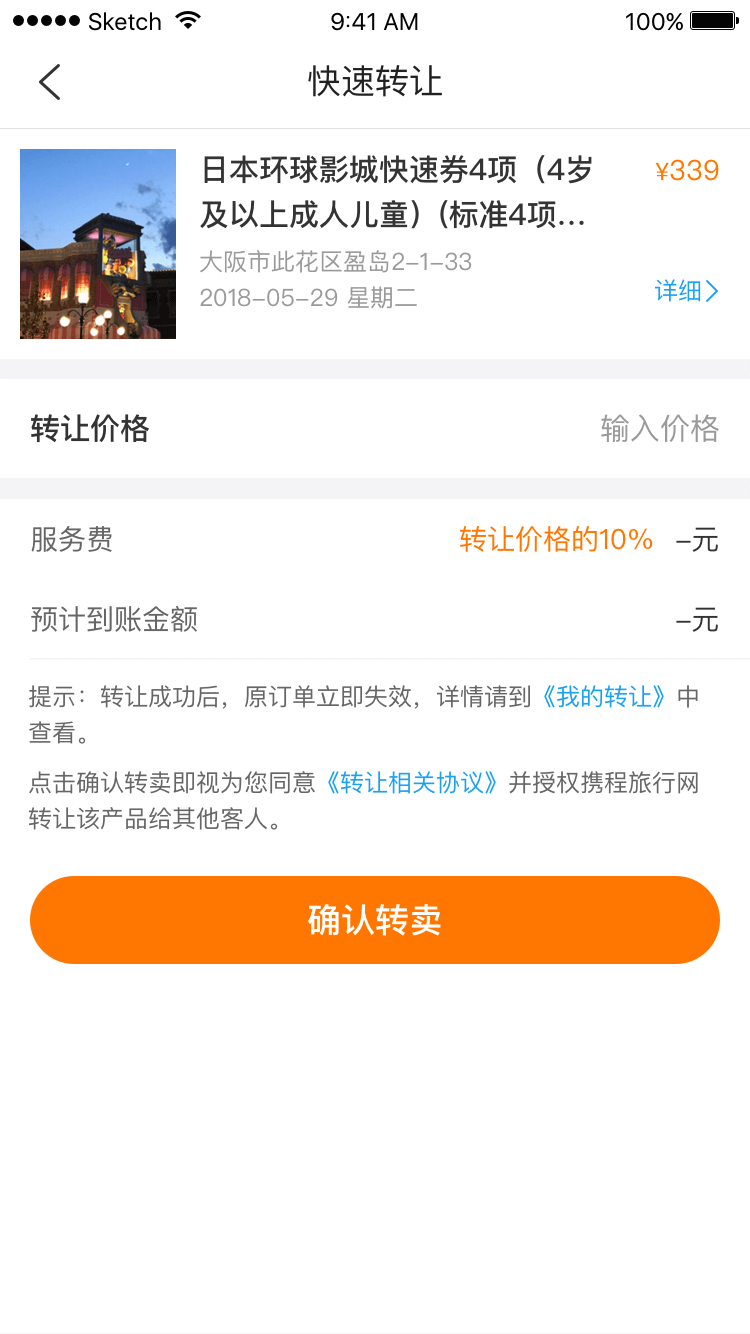 Sketch 9:41 AM 100%
快速转让
日本环球影城快速券4项（4岁 ¥339
及以上成人儿童）(标准4项...
大阪市此花区盈岛2-1-33
2018-05-29 星期二 详细
转让价格 输入价格
服务费 转让价格的10% -元
预计到账金额 -元
提示：转让成功后，原订单立即失效，详情请到《我的转让》中
查看。
点击确认转卖即视为您同意《转让相关协议》并授权携程旅行网
转让该产品给其他客人。
确认转卖